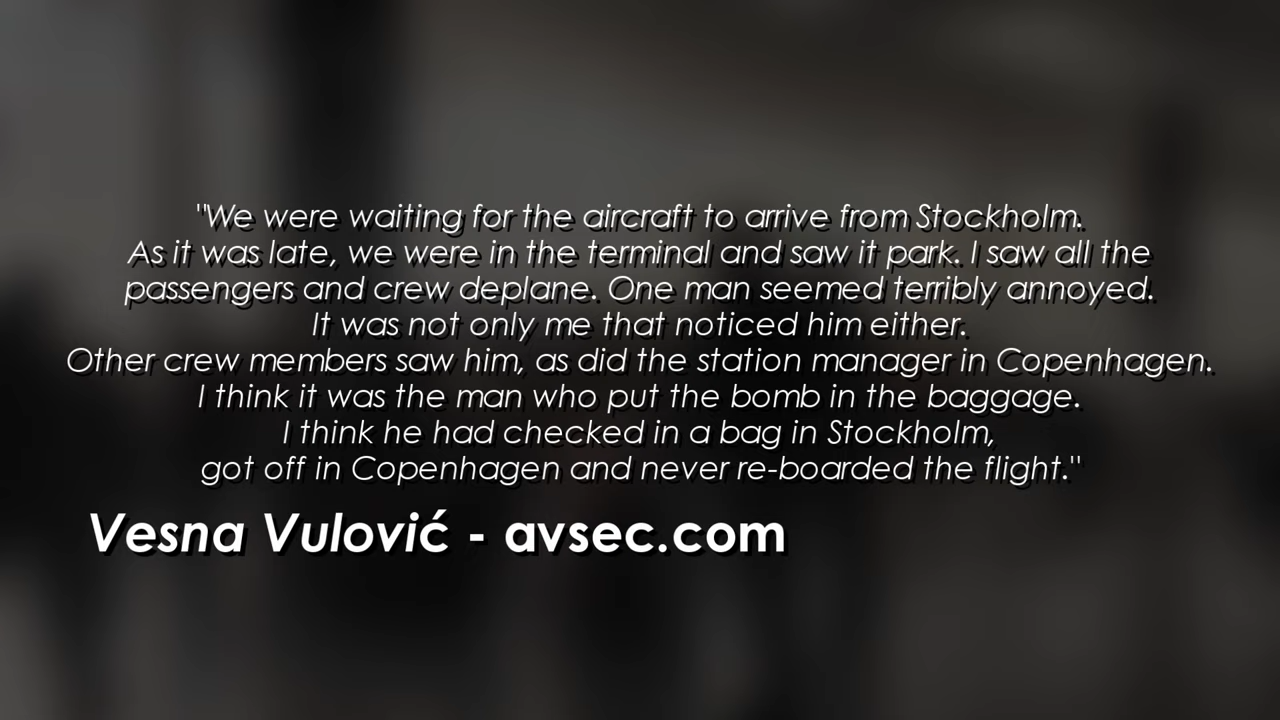 "We were waiting for the aircraft to arrive from Stockholm.
As it was late, we were in the terminal and saw it park. I saw all the
passengers and crew deplane. One man seemed terribly annoyed.
It was not only me that noticed him either.
Other crew members saw him, as did the station manager in Copenhagen.
I think it was the man who put the bomb in the baggage.
I think he had checked in a bag in Stockholm,
got off in Copenhagen and never re-boarded the flight."
Vesna Vulović - avsec.com